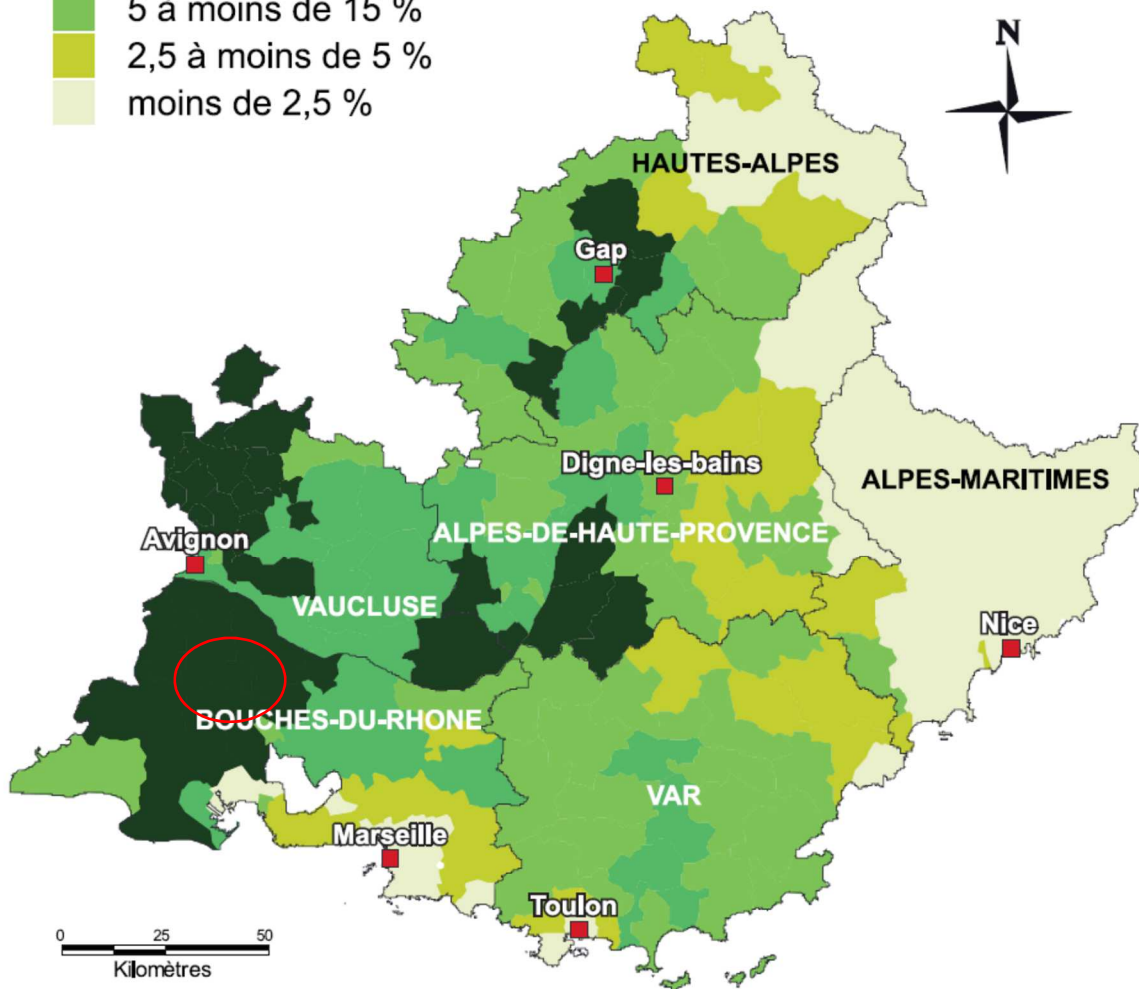 5 à moins de 15 %
2,5 à moins de 5 %
moins de 2,5 %
N
HAUTES-ALPES
Gap
Digne-les-bains
ALPES-MARITIMES
Avignon
ALPES-DE-HAUTE-PROVENCE
VAUCLUSE
Nice
BOUCHES-DU-RHONE
VAR
Marseille
Toulon
0 25 50
Kilomètres